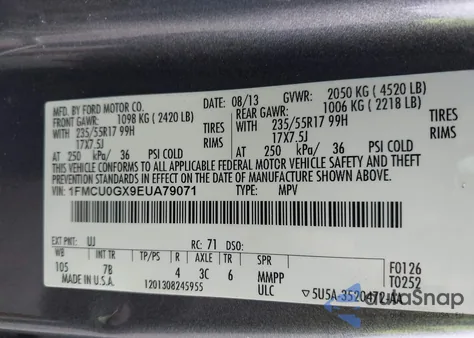 MFD. BY FORD MOTOR CO.
DATE: 08/13 GVWR: 2050 KG ( 4520 LB)
FRONT GAWR: 1098 KG ( 2420 LB) REAR GAWR: 1006 KG ( 2218 LB)
WITH 235/55R17 99H TIRES WITH 235/55R17 99H TIRES
17X7.5J RIMS 17X7.5J RIMS
AT 250 kPa/ 36 PSI COLD AT 250 kPa/ 36 PSI COLD
THIS VEHICLE CONFORMS TO ALL APPLICABLE FEDERAL MOTOR VEHICLE SAFETY AND BUMPER
STANDARDS IN EFFECT ON THE DATE OF MANUFACTURE SHOWN ABOVE.
VIN: 1FMCU0GX9EUA79071 TYPE: MPV
EXT PNT: UJ RC: 71 DSO: F0126
WB INT TR TP/PS R AXLE TR SPR T0252
105 7B 4 3C 6 MMPP
MADE IN U.S.A. 1201308245955 ULC 5U5A-3520472-AA
autoSnap